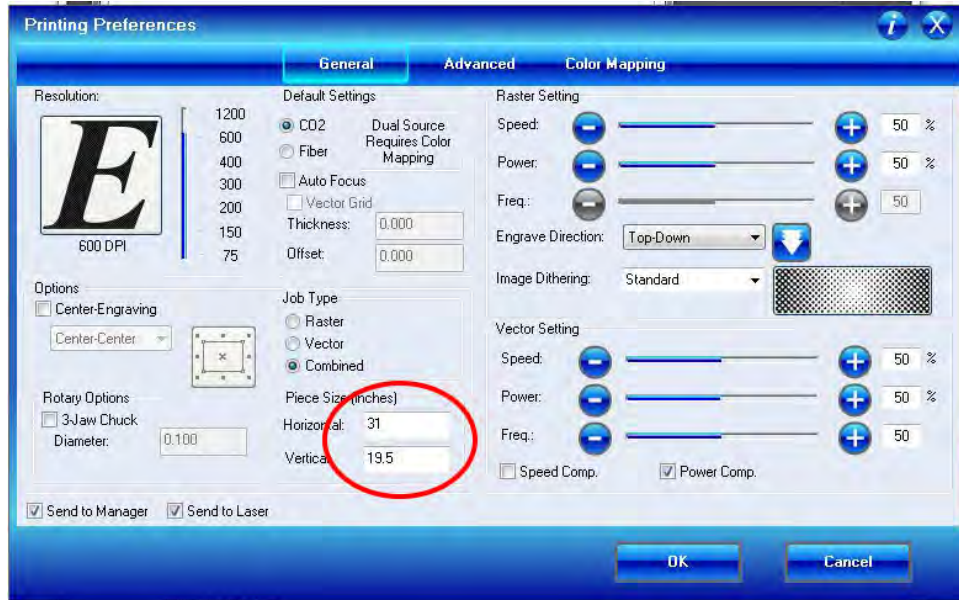 Printing Preferences
General Advanced Color Mapping
Resolution:
E
1200
600
400
300
200
150
75
600 DPI
Options
Center-Engraving
Center-Center
Rotary Options
3-Jaw Chuck
Diameter: 0.100
Default Settings
CO2
Fiber
Dual Source
Requires Color
Mapping
Auto Focus
Vector Grid
Thickness: 0.000
Offset: 0.000
Job Type
Raster
Vector
Combined
Piece Size (inches)
Horizontal: 31
Vertical: 19.5
Raster Setting
Speed: 50 %
Power: 50 %
Freq.: 50
Engrave Direction: Top-Down
Image Dithering: Standard
Vector Setting
Speed: 50 %
Power: 50 %
Freq.: 50
Speed Comp. Power Comp.
Send to Manager Send to Laser
OK Cancel